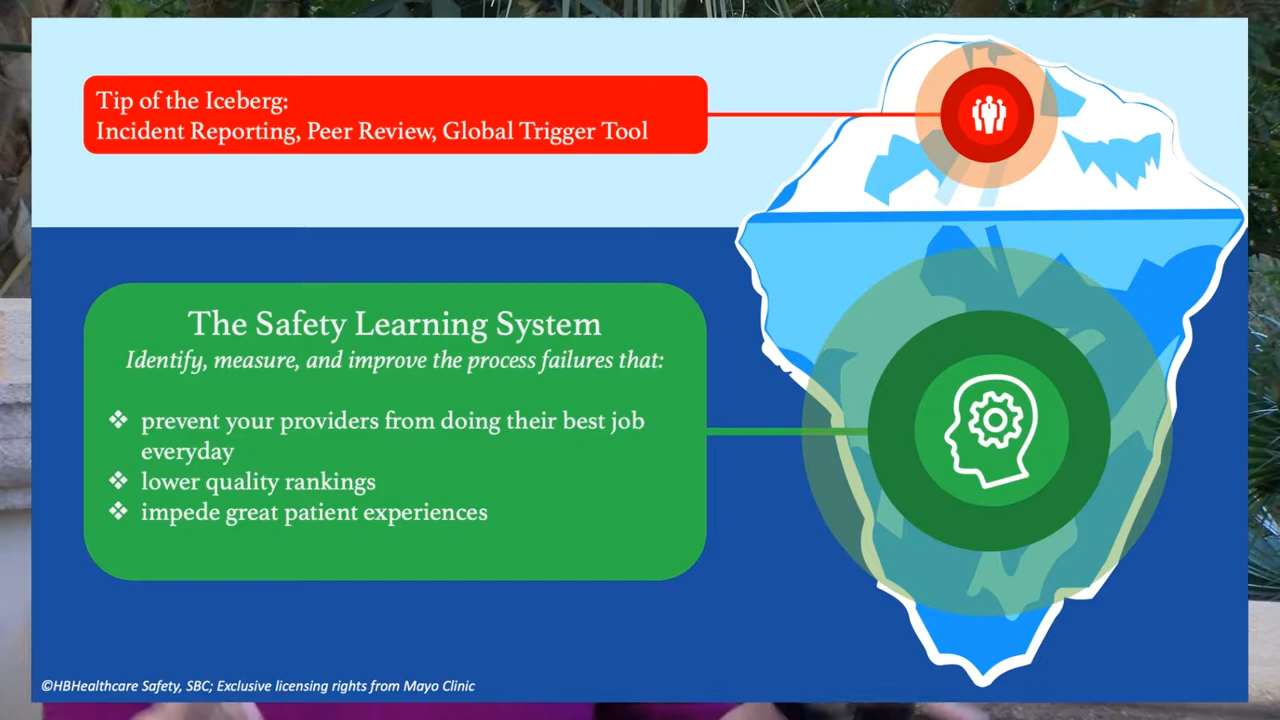 Tip of the Iceberg:
Incident Reporting, Peer Review, Global Trigger Tool
The Safety Learning System
Identify, measure, and improve the process failures that:
❖ prevent your providers from doing their best job
everyday
❖ lower quality rankings
❖ impede great patient experiences
©HBHealthcare Safety, SBC; Exclusive licensing rights from Mayo Clinic